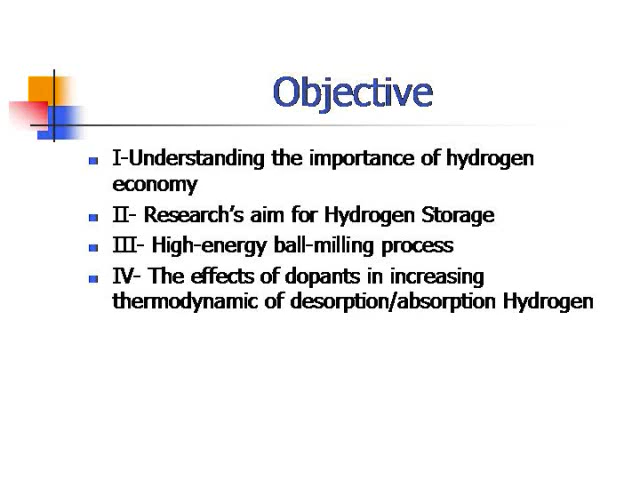 Objective
I-Understanding the importance of hydrogen
economy
II- Research's aim for Hydrogen Storage
III- High-energy ball-milling process
IV- The effects of dopants in increasing
thermodynamic of desorption/absorption Hydrogen